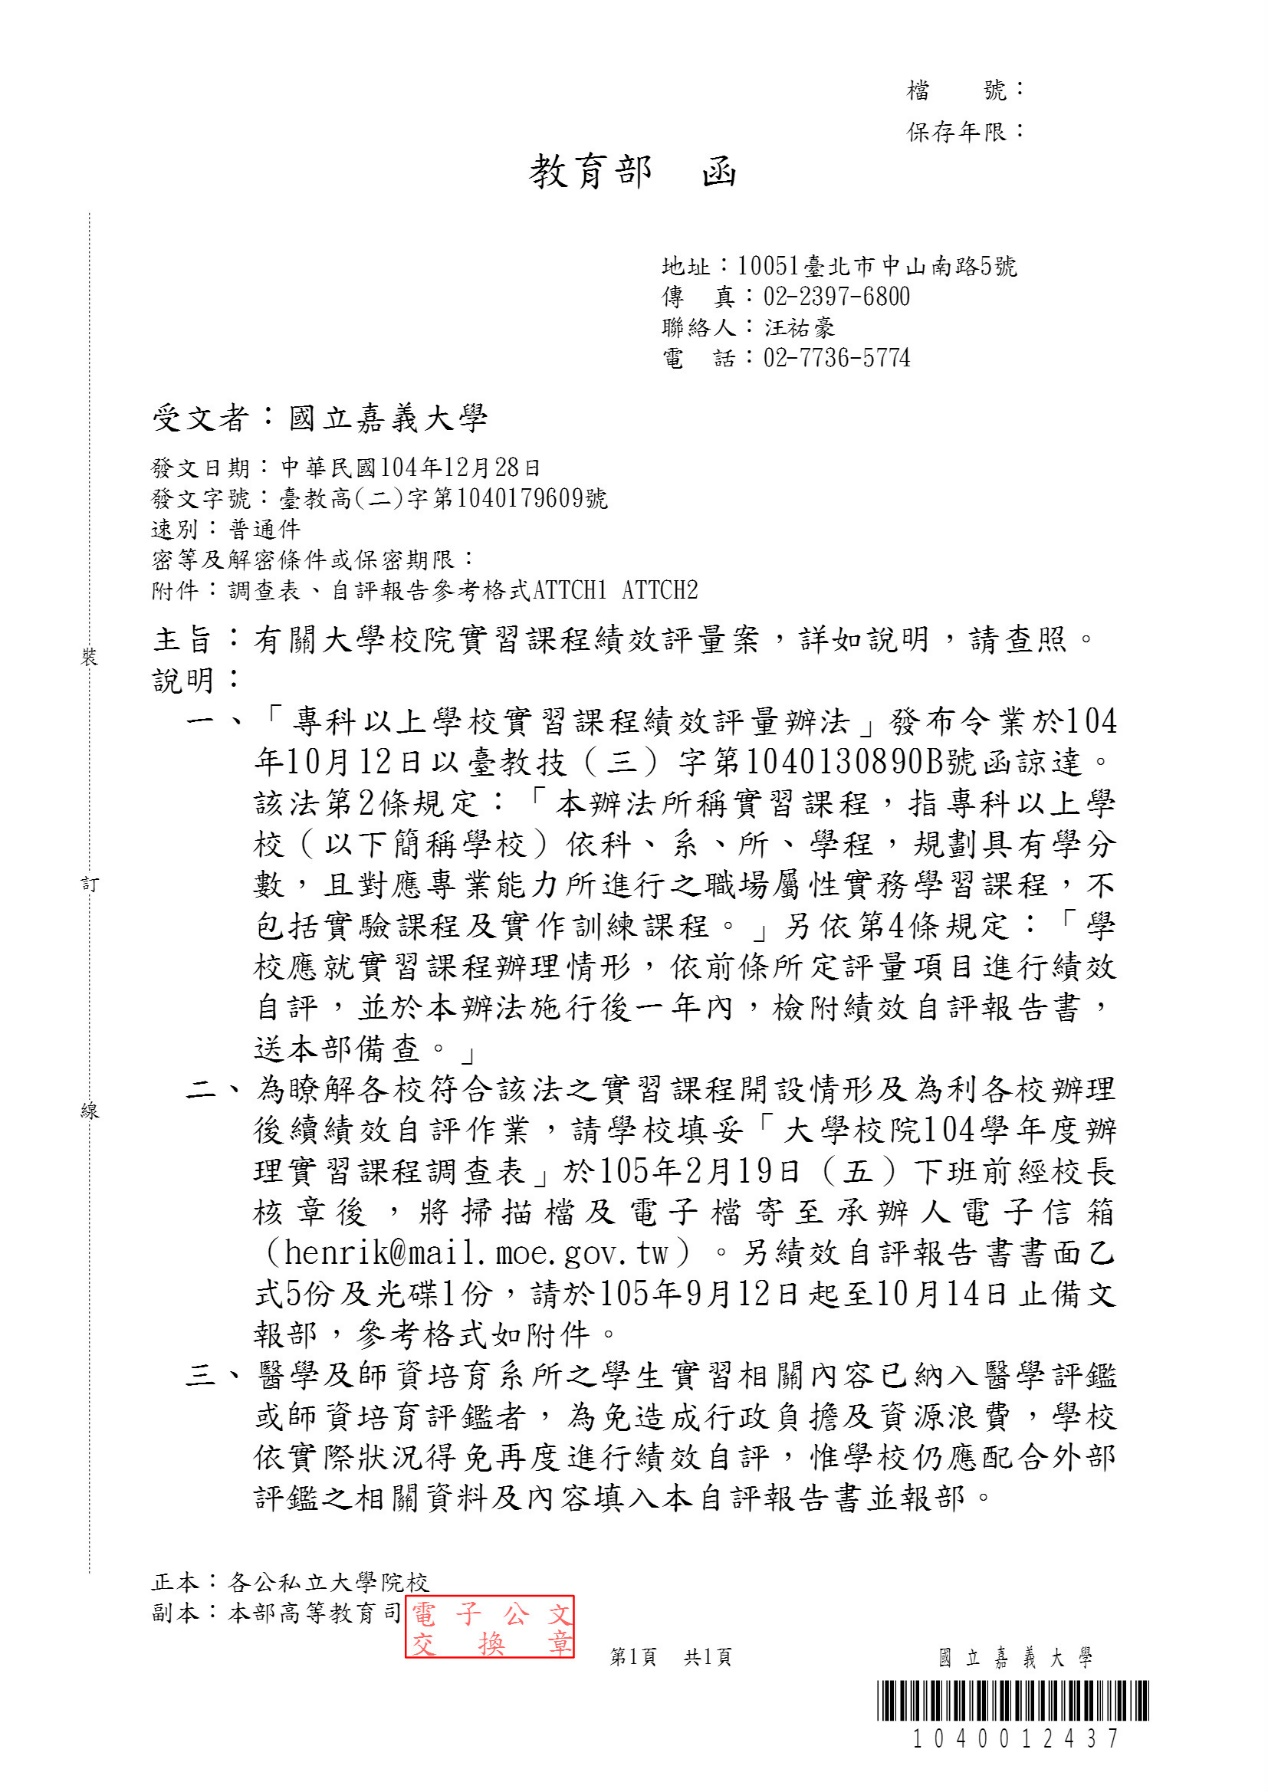 檔　　號：
保存年限：
教育部　函
地址：10051臺北市中山南路5號
傳　真：02-2397-6800
聯絡人：汪祐豪
電　話：02-7736-5774
受文者：國立嘉義大學
發文日期：中華民國104年12月28日
發文字號：臺教高(二)字第1040179609號
速別：普通件
密等及解密條件或保密期限：
附件：調查表、自評報告參考格式ATTCH1 ATTCH2
主旨：有關大學校院實習課程績效評量案，詳如說明，請查照。
說明：
一、「專科以上學校實習課程績效評量辦法」發布令業於104
年10月12日以臺教技（三）字第1040130890B號函諒達。
該法第2條規定：「本辦法所稱實習課程，指專科以上學
校（以下簡稱學校）依科、系、所、學程，規劃具有學分
數，且對應專業能力所進行之職場屬性實務學習課程，不
包括實驗課程及實作訓練課程。」另依第4條規定：「學
校應就實習課程辦理情形，依前條所定評量項目進行績效
自評，並於本辦法施行後一年內，檢附績效自評報告書，
送本部備查。」
二、為瞭解各校符合該法之實習課程開設情形及為利各校辦理
後續績效自評作業，請學校填妥「大學校院104學年度辦
理實習課程調查表」於105年2月19日（五）下班前經校長
核章後，將掃描檔及電子檔寄至承辦人電子信箱
（henrik@mail.moe.gov.tw）。另績效自評報告書書面乙
式5份及光碟1份，請於105年9月12日起至10月14日止備文
報部，參考格式如附件。
三、醫學及師資培育系所之學生實習相關內容已納入醫學評鑑
或師資培育評鑑者，為免造成行政負擔及資源浪費，學校
依實際狀況得免再度進行績效自評，惟學校仍應配合外部
評鑑之相關資料及內容填入本自評報告書並報部。
裝
訂
線
正本：各公私立大學院校
副本：本部高等教育司
電子公文
交換章
第1頁　共1頁
國立嘉義大學
1040012437